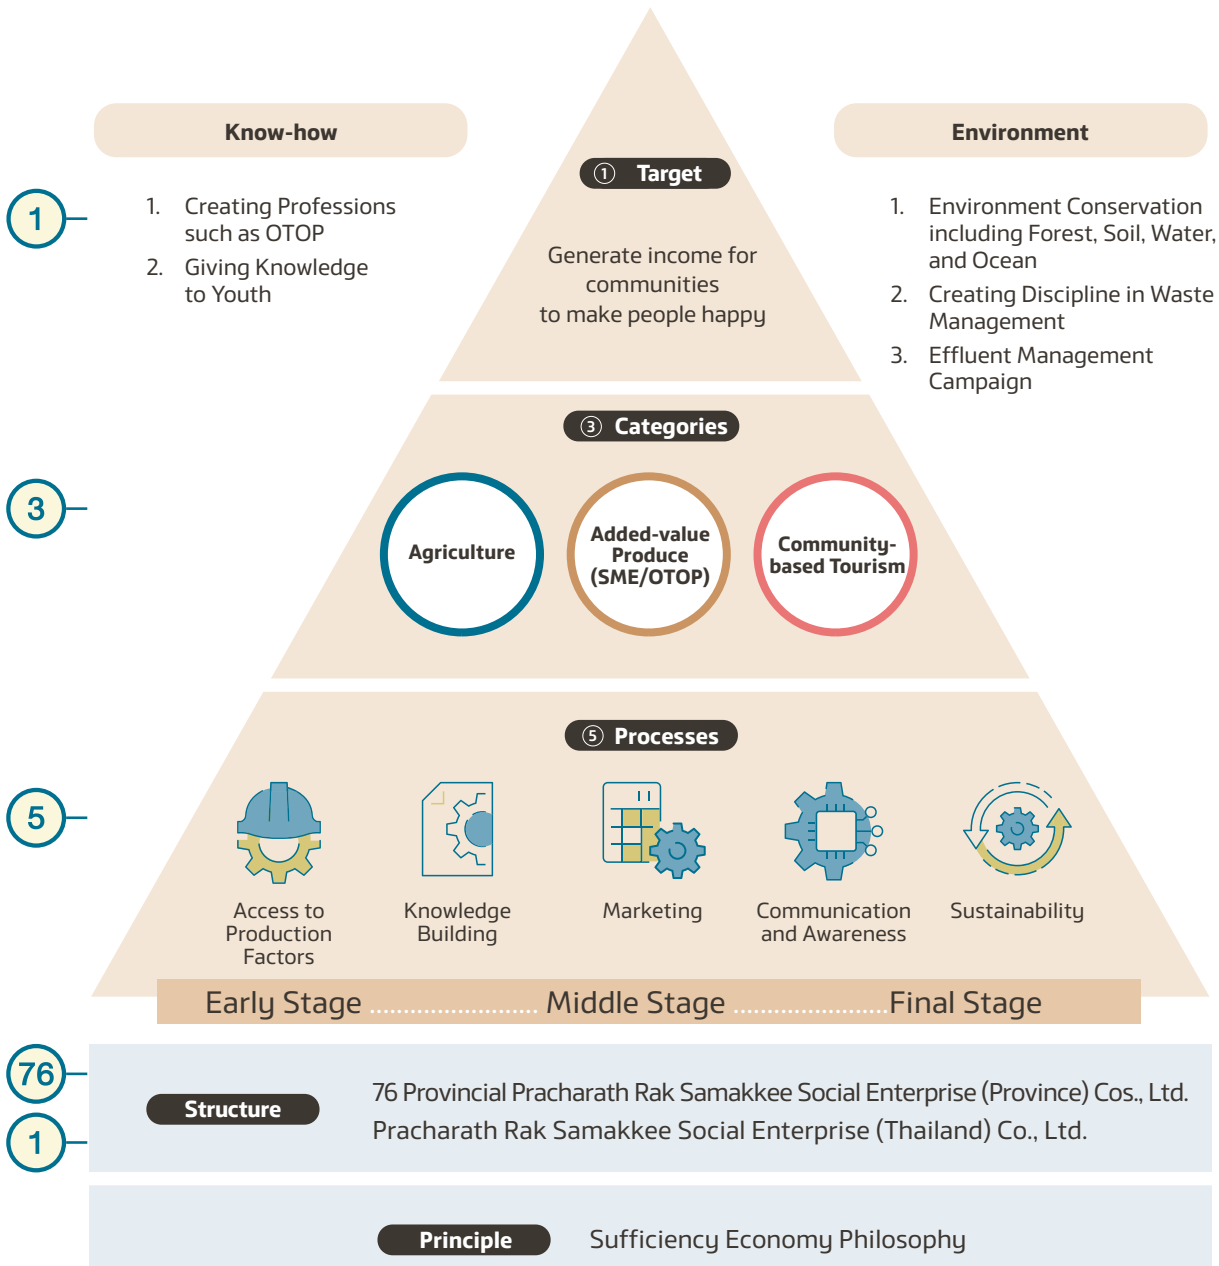 Know-how
Environment
① Target
1
1. Creating Professions
such as OTOP
2. Giving Knowledge
to Youth
Generate income for
communities
to make people happy
1. Environment Conservation
including Forest, Soil, Water,
and Ocean
2. Creating Discipline in Waste
Management
3. Effluent Management
Campaign
③ Categories
3
Agriculture
Added-value
Produce
(SME/OTOP)
Community-
based Tourism
⑤ Processes
5
Access to
Production
Factors
Knowledge
Building
Marketing
Communication
and Awareness
Sustainability
Early Stage ........................ Middle Stage ...................... Final Stage
76
1
Structure
76 Provincial Pracharath Rak Samakkee Social Enterprise (Province) Cos., Ltd.
Pracharath Rak Samakkee Social Enterprise (Thailand) Co., Ltd.
Principle
Sufficiency Economy Philosophy